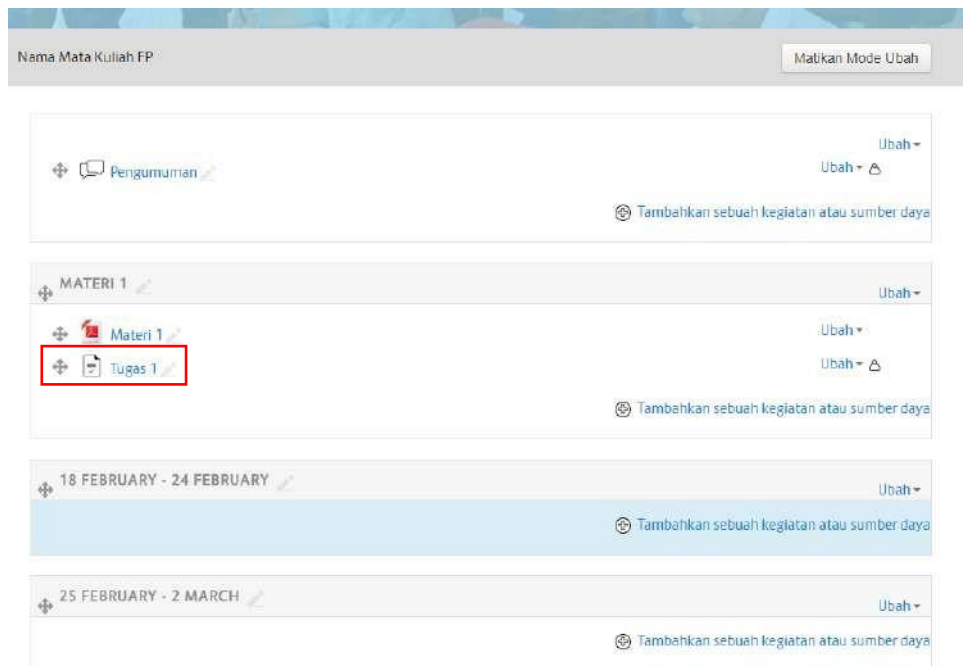 Nama Mata Kuliah FP
Matikan Mode Ubah
Ubah
Pengumuman
Ubah
Tambahkan sebuah kegiatan atau sumber daya
MATERI 1
Ubah
Materi 1
Ubah
Tugas 1
Ubah
Tambahkan sebuah kegiatan atau sumber daya
18 FEBRUARY - 24 FEBRUARY
Ubah
Tambahkan sebuah kegiatan atau sumber daya
25 FEBRUARY - 2 MARCH
Ubah
Tambahkan sebuah kegiatan atau sumber daya